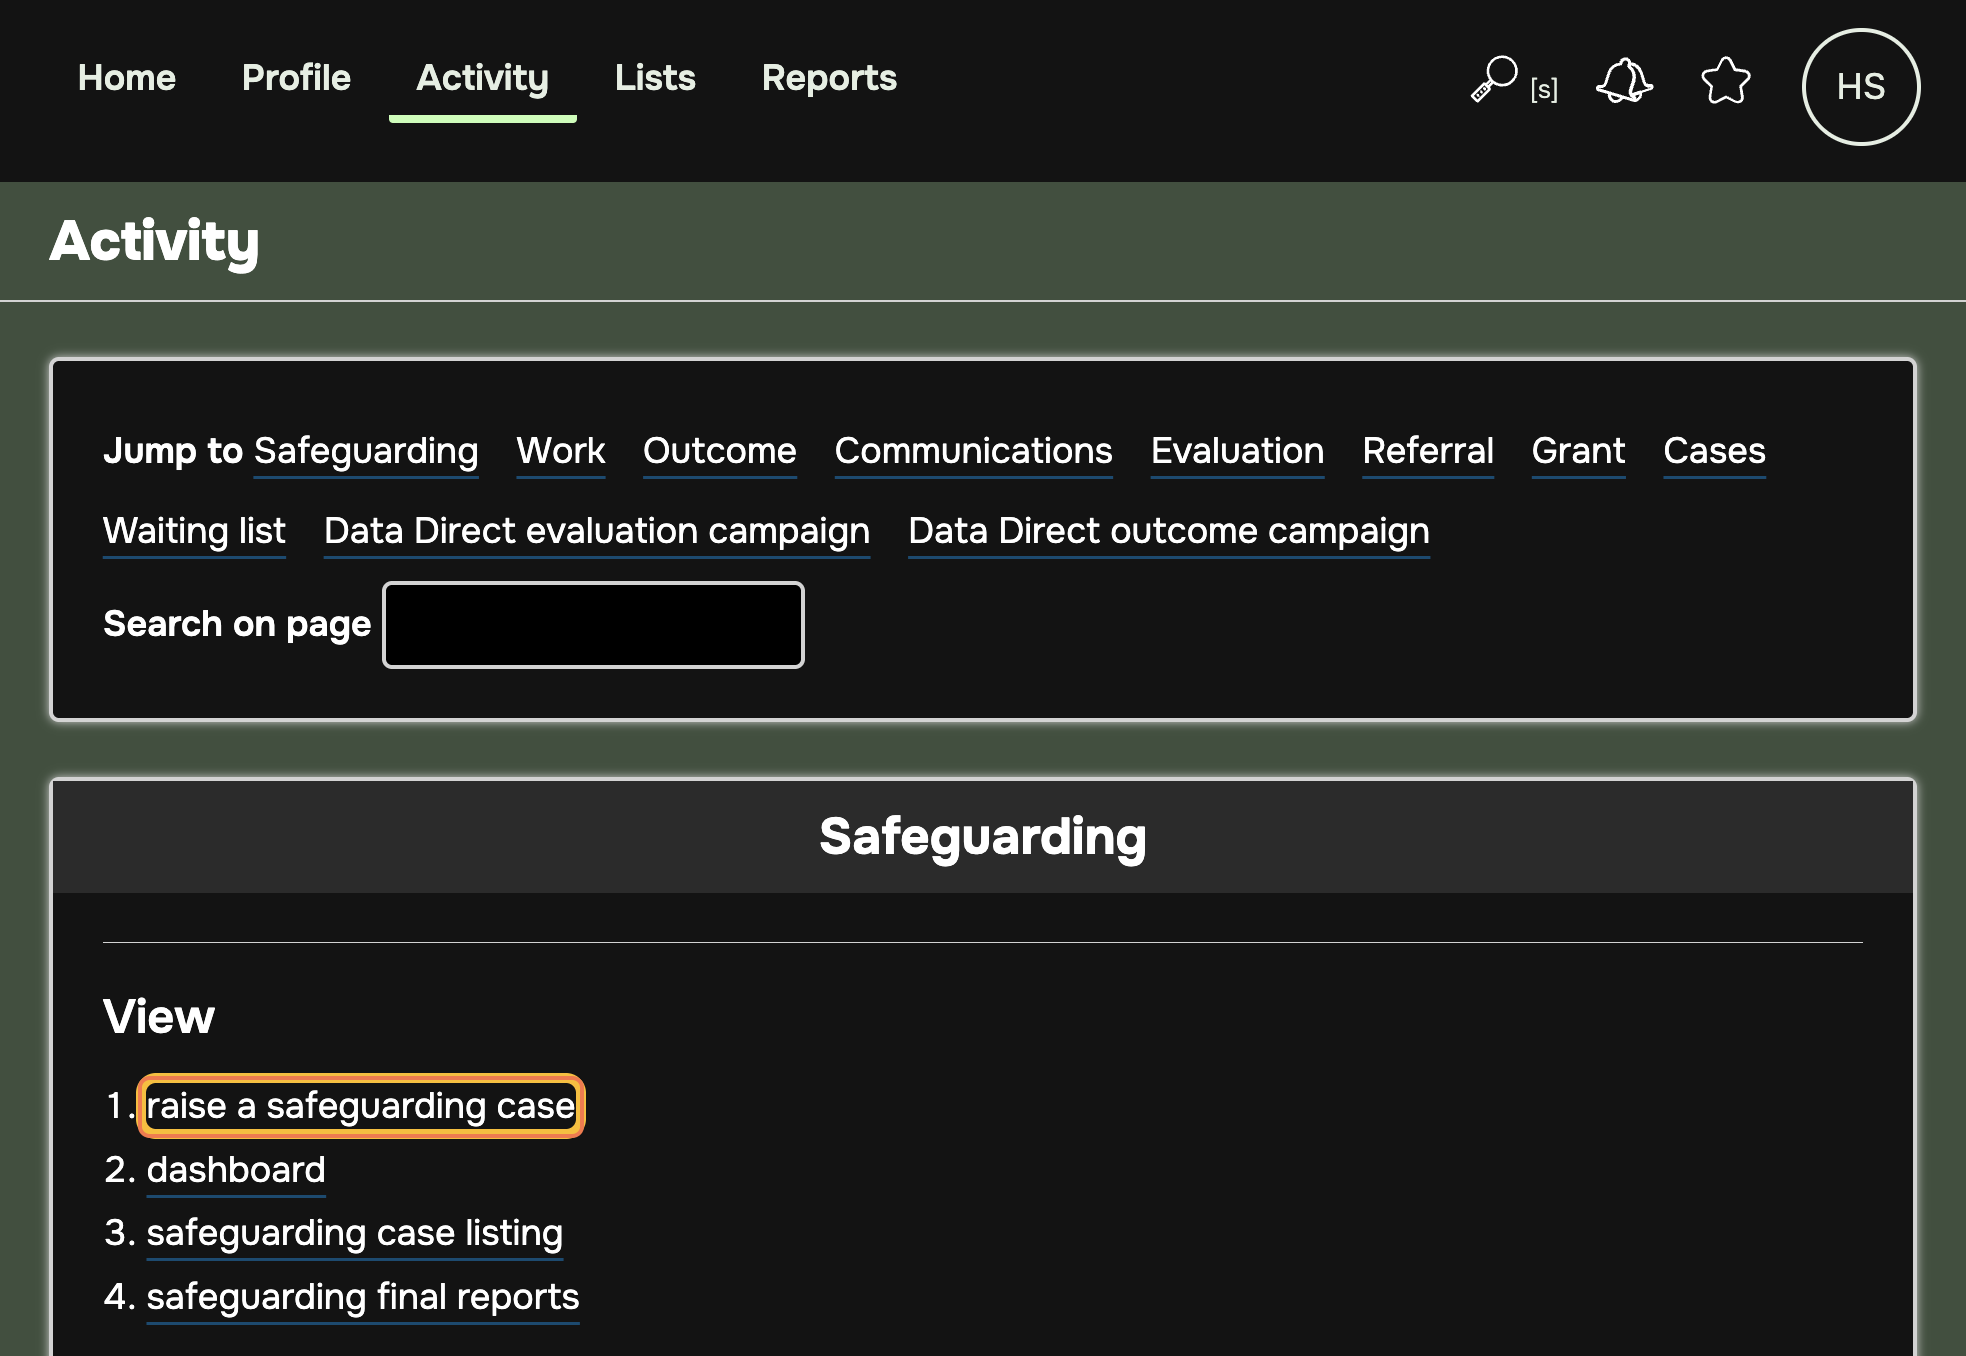 Home Profile Activity Lists Reports [s] HS
Activity
Jump to Safeguarding Work Outcome Communications Evaluation Referral Grant Cases
Waiting list Data Direct evaluation campaign Data Direct outcome campaign
Search on page
Safeguarding
View
1. raise a safeguarding case
2. dashboard
3. safeguarding case listing
4. safeguarding final reports